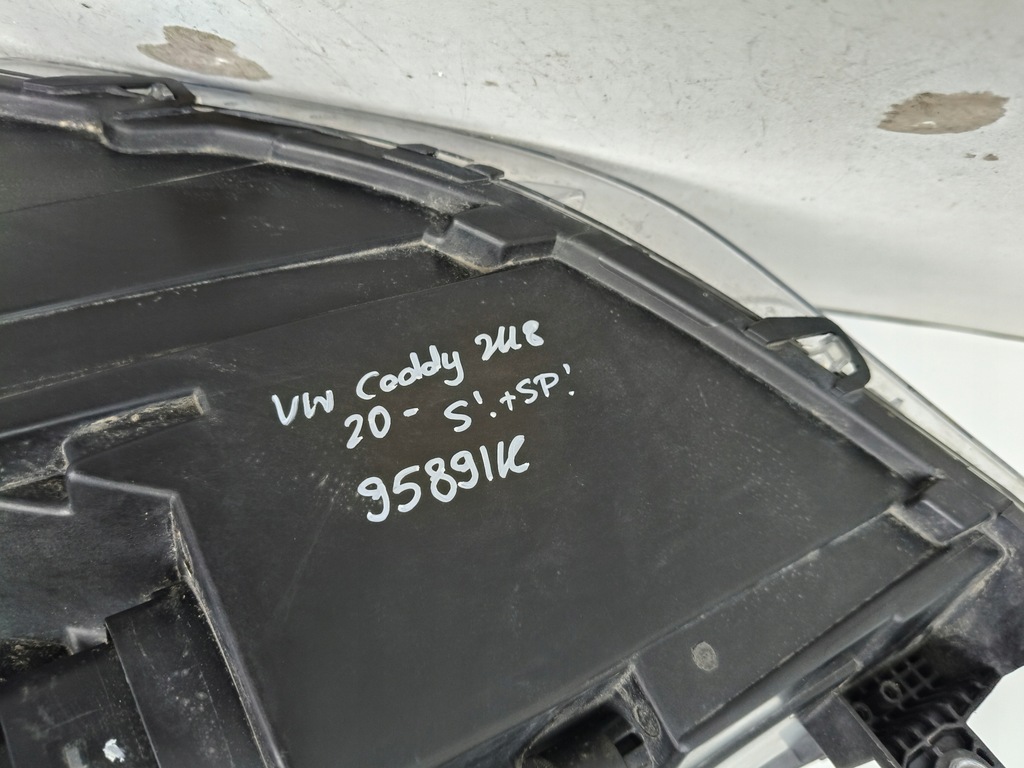 VW Caddy 2K8
20- S!.+SP!
95891K